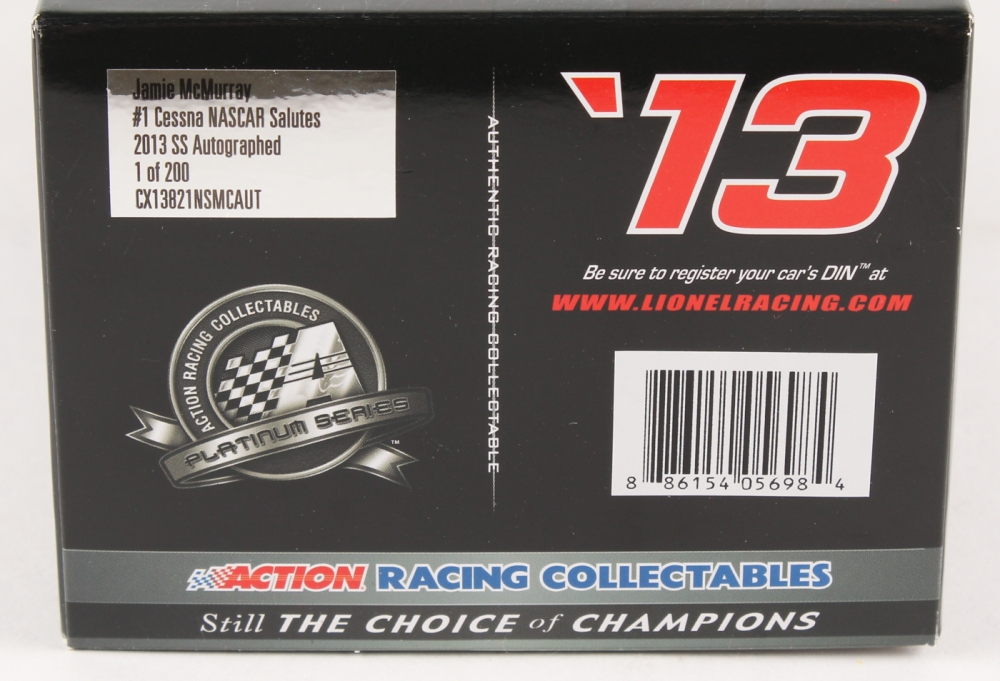 Jamie McMurray
#1 Cessna NASCAR Salutes
2013 SS Autographed
1 of 200
CX13821NSMCAUT
ACTION RACING COLLECTABLES
PLATINUM SERIES
™
AUTHENTIC RACING COLLECTABLE
'13
Be sure to register your car's DIN™ at
WWW.LIONELRACING.COM
8 86154 05698 4
ACTION RACING COLLECTABLES
Still THE CHOICE of CHAMPIONS